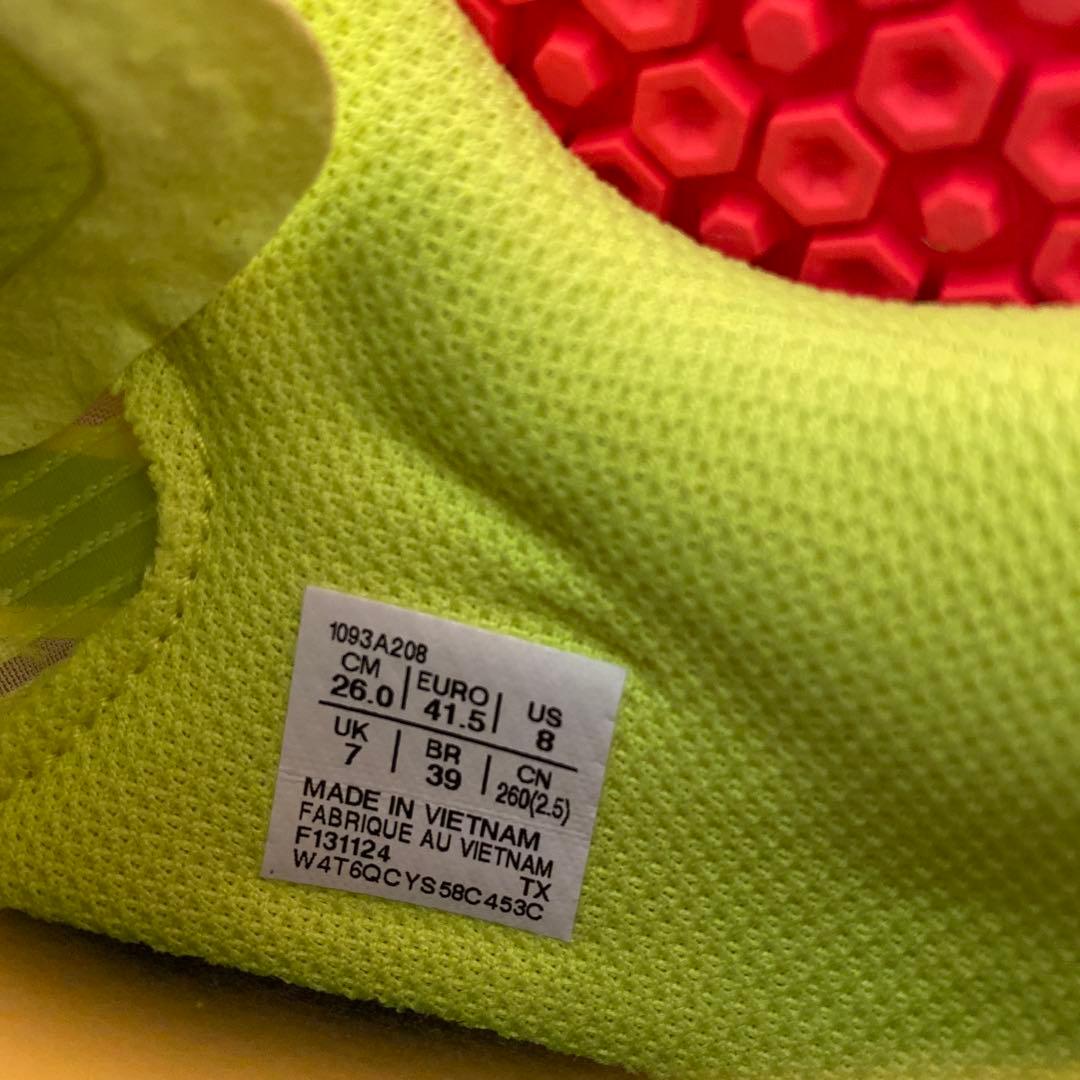 1093A208
CM EURO US
26.0 41.5 8
UK BR CN
7 39 260(2.5)
MADE IN VIETNAM
FABRIQUE AU VIETNAM
F131124 TX
W4T6QCYS58C453C